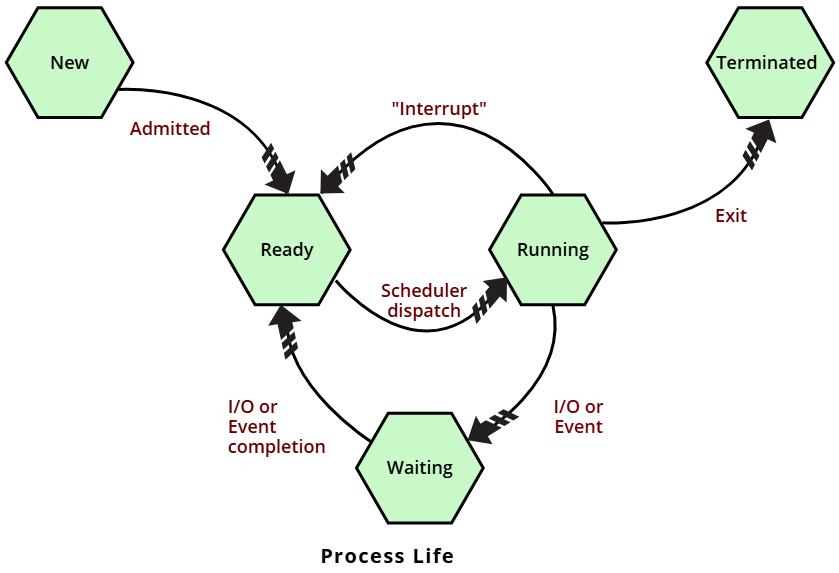 New
Terminated
"Interrupt"
Admitted
Exit
Ready
Running
Scheduler
dispatch
I/O or
Event
completion
I/O or
Event
Waiting
Process Life